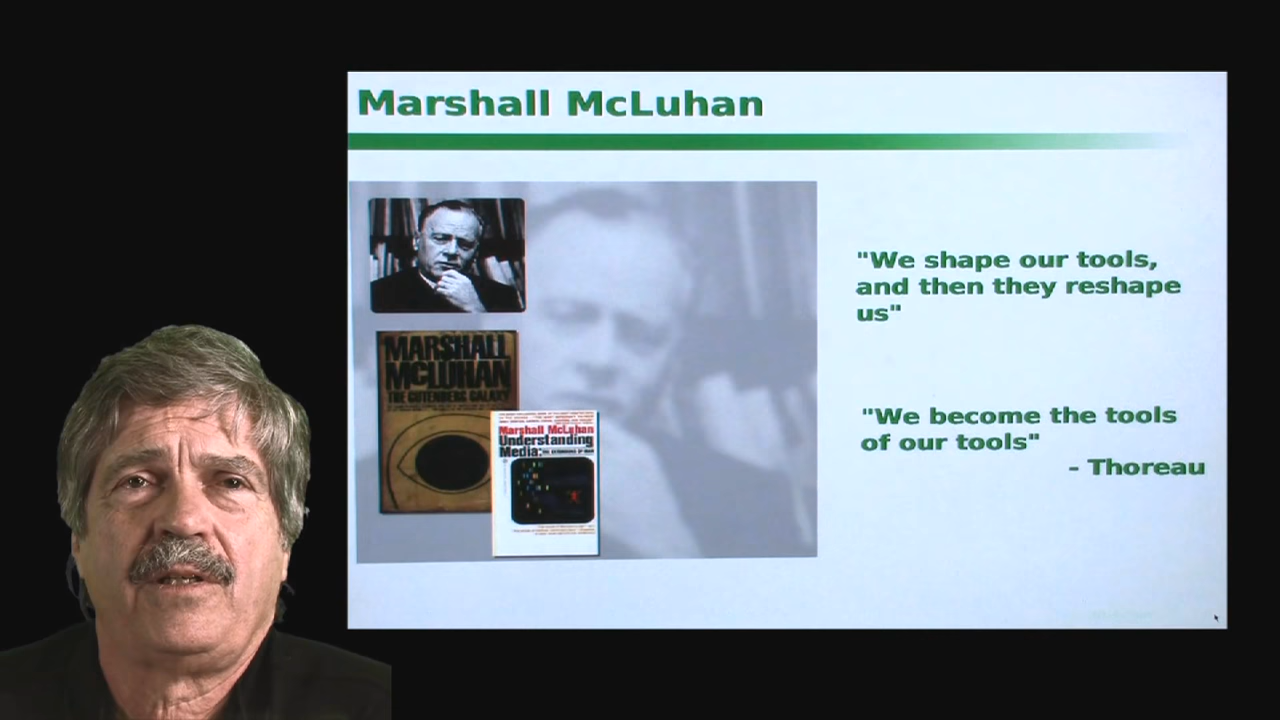 Marshall McLuhan
"We shape our tools,
and then they reshape
us"
"We become the tools
of our tools"
- Thoreau
MARSHALL
MCLUHAN
THE GUTENBERG GALAXY
Marshall McLuhan
Understanding
Media: